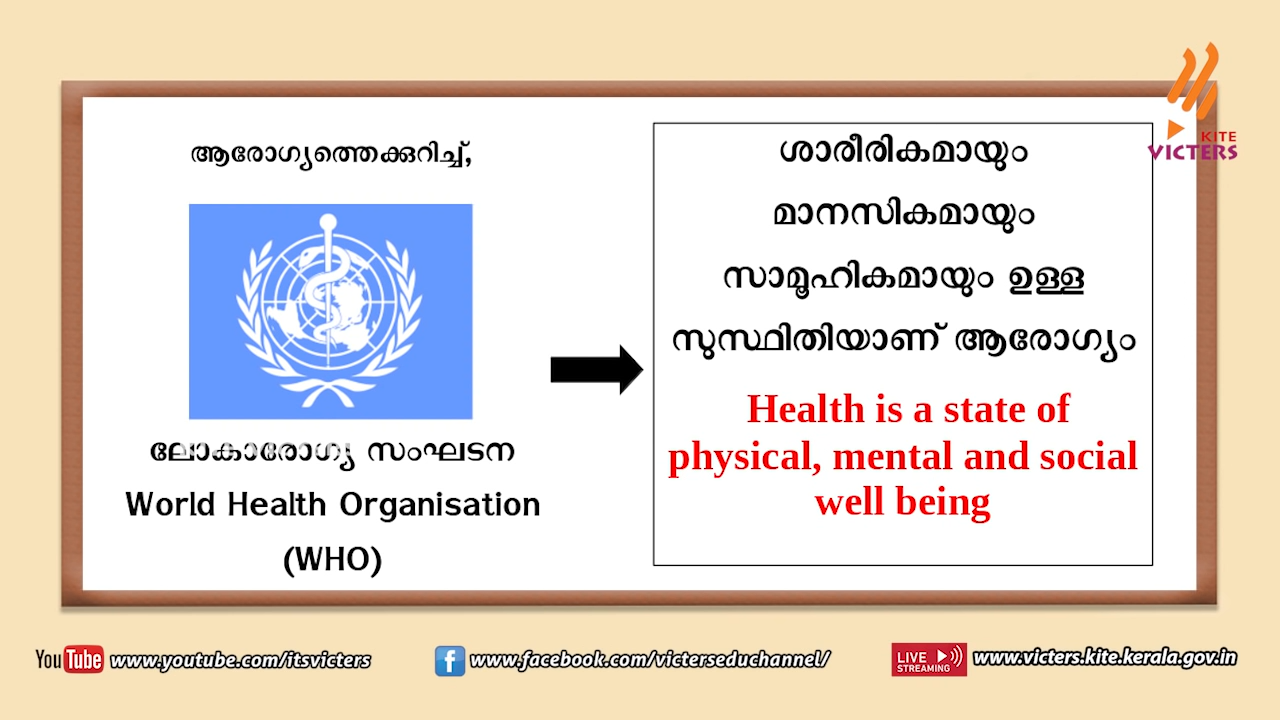 ആരോഗ്യത്തെക്കുറിച്ച്,
ലോകാരോഗ്യ സംഘടന
World Health Organisation
(WHO)
ശാരീരികമായും
മാനസികമായും
സാമൂഹികമായും ഉള്ള
സുസ്ഥിതിയാണ് ആരോഗ്യം
Health is a state of
physical, mental and social
well being
KITE
VICTERS
You Tube www.youtube.com/itsvicters
f www.facebook.com/victerseduchannel/
LIVE
STREAMING
www.victers.kite.kerala.gov.in